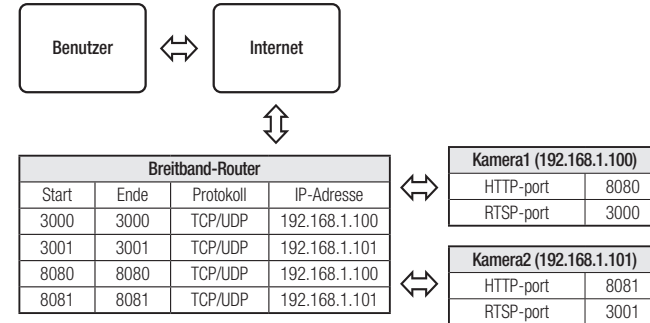 Benutzer
Internet
Breitband-Router
Start Ende Protokoll IP-Adresse
3000 3000 TCP/UDP 192.168.1.100
3001 3001 TCP/UDP 192.168.1.101
8080 8080 TCP/UDP 192.168.1.100
8081 8081 TCP/UDP 192.168.1.101
Kamera1 (192.168.1.100)
HTTP-port 8080
RTSP-port 3000
Kamera2 (192.168.1.101)
HTTP-port 8081
RTSP-port 3001